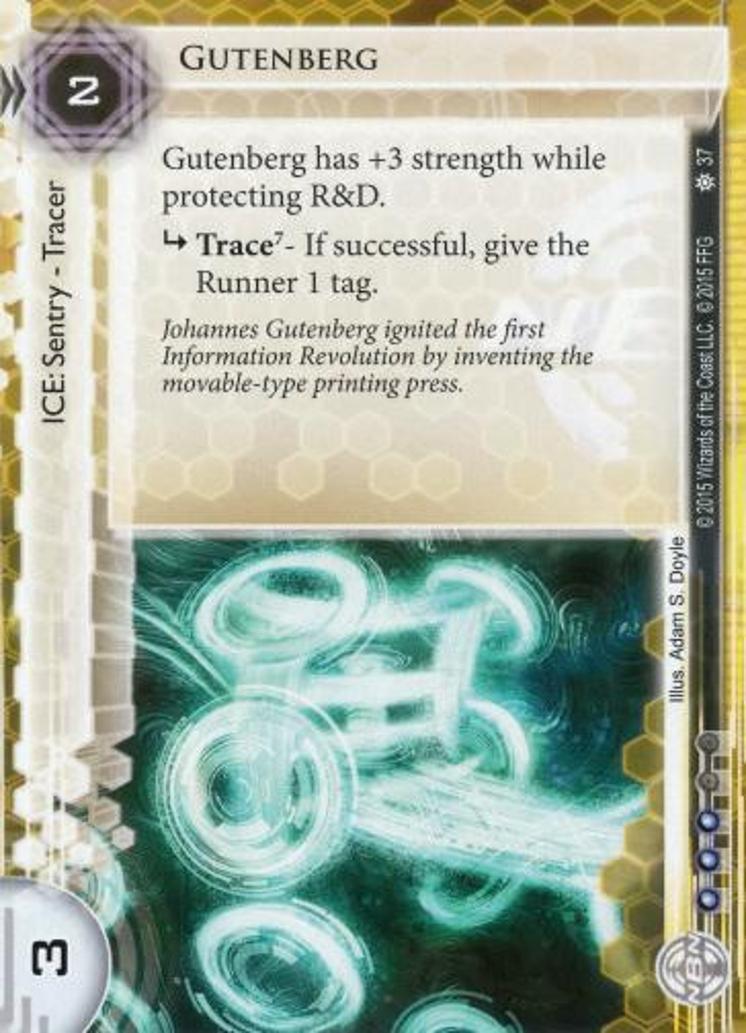 GUTENBERG
2
Gutenberg has +3 strength while
protecting R&D.
↳ Trace⁷- If successful, give the
Runner 1 tag.
Johannes Gutenberg ignited the first
Information Revolution by inventing the
movable-type printing press.
ICE: Sentry - Tracer
3
37
© 2015 Wizards of the Coast LLC. © 2015 FFG
Illus. Adam S. Doyle
NBN